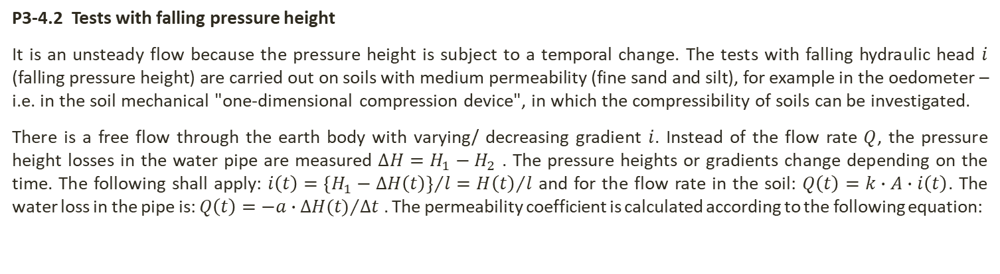 P3-4.2 Tests with falling pressure height
It is an unsteady flow because the pressure height is subject to a temporal change. The tests with falling hydraulic head i
(falling pressure height) are carried out on soils with medium permeability (fine sand and silt), for example in the oedometer –
i.e. in the soil mechanical "one-dimensional compression device", in which the compressibility of soils can be investigated.
There is a free flow through the earth body with varying/ decreasing gradient i. Instead of the flow rate Q, the pressure
height losses in the water pipe are measured ΔH = H₁ − H₂ . The pressure heights or gradients change depending on the
time. The following shall apply: i(t) = {H₁ − ΔH(t)}/l = H(t)/l and for the flow rate in the soil: Q(t) = k · A · i(t). The
water loss in the pipe is: Q(t) = −a · ΔH(t)/Δt . The permeability coefficient is calculated according to the following equation: